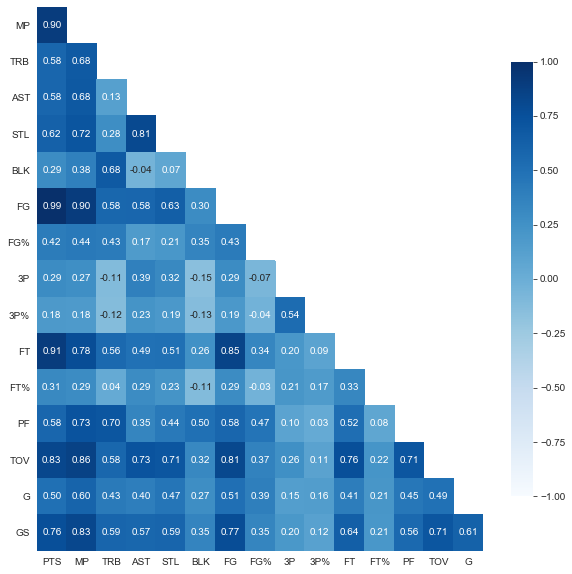 MP 0.90
TRB 0.58 0.68
1.00
AST 0.58 0.68 0.13
0.75
STL 0.62 0.72 0.28 0.81
BLK 0.29 0.38 0.68 -0.04 0.07
0.50
FG 0.99 0.90 0.58 0.58 0.63 0.30
0.25
FG% 0.42 0.44 0.43 0.17 0.21 0.35 0.43
0.00
3P 0.29 0.27 -0.11 0.39 0.32 -0.15 0.29 -0.07
3P% 0.18 0.18 -0.12 0.23 0.19 -0.13 0.19 -0.04 0.54
−0.25
FT 0.91 0.78 0.56 0.49 0.51 0.26 0.85 0.34 0.20 0.09
−0.50
FT% 0.31 0.29 0.04 0.29 0.23 -0.11 0.29 -0.03 0.21 0.17 0.33
PF 0.58 0.73 0.70 0.35 0.44 0.50 0.58 0.47 0.10 0.03 0.52 0.08
−0.75
TOV 0.83 0.86 0.58 0.73 0.71 0.32 0.81 0.37 0.26 0.11 0.76 0.22 0.71
−1.00
G 0.50 0.60 0.43 0.40 0.47 0.27 0.51 0.39 0.15 0.16 0.41 0.21 0.45 0.49
GS 0.76 0.83 0.59 0.57 0.59 0.35 0.77 0.35 0.20 0.12 0.64 0.21 0.56 0.71 0.61
PTS MP TRB AST STL BLK FG FG% 3P 3P% FT FT% PF TOV G